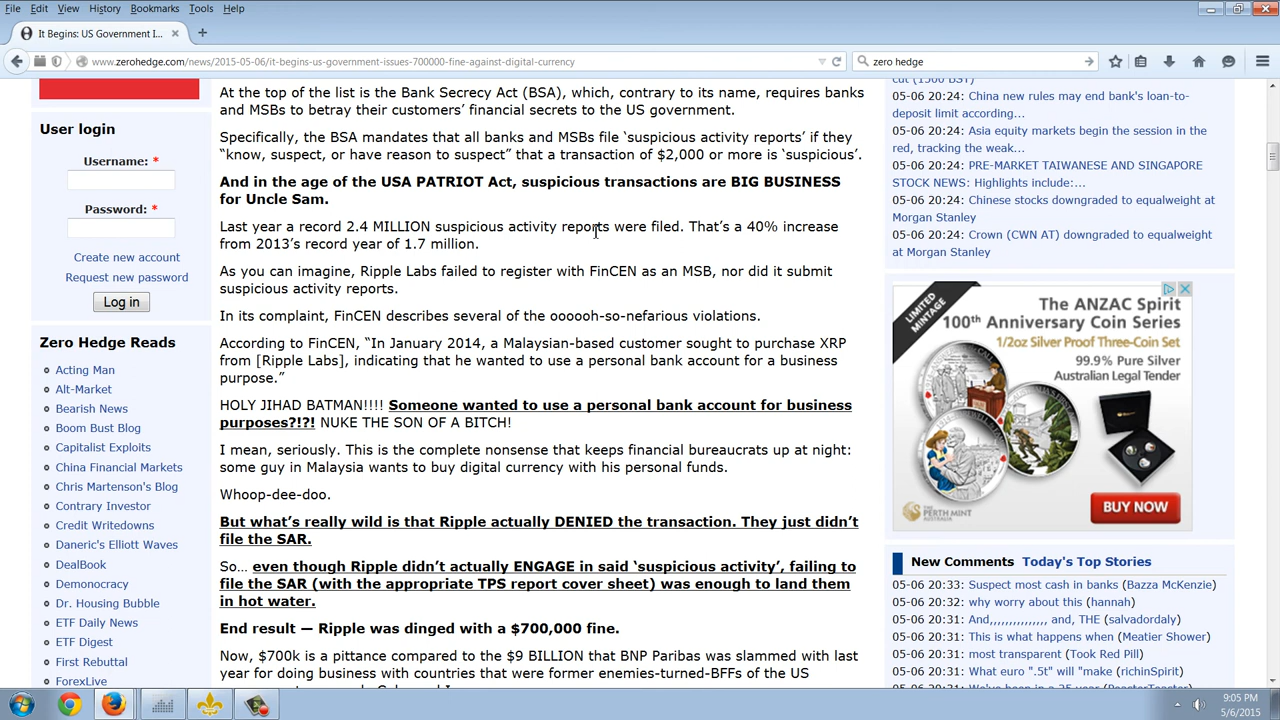 File Edit View History Bookmarks Tools Help
It Begins: US Government I...
www.zerohedge.com/news/2015-05-06/it-begins-us-government-issues-700000-fine-against-digital-currency
zero hedge
User login
Username: *
Password: *
Create new account
Request new password
Log in
Zero Hedge Reads
Acting Man
Alt-Market
Bearish News
Boom Bust Blog
Capitalist Exploits
China Financial Markets
Chris Martenson's Blog
Contrary Investor
Credit Writedowns
Daneric's Elliott Waves
DealBook
Demonocracy
Dr. Housing Bubble
ETF Daily News
ETF Digest
First Rebuttal
ForexLive
At the top of the list is the Bank Secrecy Act (BSA), which, contrary to its name, requires banks
and MSBs to betray their customers’ financial secrets to the US government.
Specifically, the BSA mandates that all banks and MSBs file ‘suspicious activity reports’ if they
“know, suspect, or have reason to suspect” that a transaction of $2,000 or more is ‘suspicious’.
And in the age of the USA PATRIOT Act, suspicious transactions are BIG BUSINESS
for Uncle Sam.
Last year a record 2.4 MILLION suspicious activity reports were filed. That’s a 40% increase
from 2013’s record year of 1.7 million.
As you can imagine, Ripple Labs failed to register with FinCEN as an MSB, nor did it submit
suspicious activity reports.
In its complaint, FinCEN describes several of the oooooh-so-nefarious violations.
According to FinCEN, “In January 2014, a Malaysian-based customer sought to purchase XRP
from [Ripple Labs], indicating that he wanted to use a personal bank account for a business
purpose.”
HOLY JIHAD BATMAN!!!! Someone wanted to use a personal bank account for business
purposes?!?! NUKE THE SON OF A BITCH!
I mean, seriously. This is the complete nonsense that keeps financial bureaucrats up at night:
some guy in Malaysia wants to buy digital currency with his personal funds.
Whoop-dee-doo.
But what’s really wild is that Ripple actually DENIED the transaction. They just didn’t
file the SAR.
So… even though Ripple didn’t actually ENGAGE in said ‘suspicious activity’, failing to
file the SAR (with the appropriate TPS report cover sheet) was enough to land them
in hot water.
End result — Ripple was dinged with a $700,000 fine.
Now, $700k is a pittance compared to the $9 BILLION that BNP Paribas was slammed with last
year for doing business with countries that were former enemies-turned-BFFs of the US
cut (1500 BST)
05-06 20:24: China new rules may end bank's loan-to-
deposit limit according...
05-06 20:24: Asia equity markets begin the session in the
red, tracking the weak...
05-06 20:24: PRE-MARKET TAIWANESE AND SINGAPORE
STOCK NEWS: Highlights include:...
05-06 20:24: Chinese stocks downgraded to equalweight at
Morgan Stanley
05-06 20:24: Crown (CWN AT) downgraded to equalweight
at Morgan Stanley
LIMITED
MINTAGE
The ANZAC Spirit
100th Anniversary Coin Series
1/2oz Silver Proof Three-Coin Set
99.9% Pure Silver
Australian Legal Tender
THE PERTH MINT
AUSTRALIA
BUY NOW
New Comments Today's Top Stories
05-06 20:33: Suspect most cash in banks (Bazza McKenzie)
05-06 20:32: why worry about this (hannah)
05-06 20:31: And,,,,,,,,,,,,,,, and, THE (salvadordaly)
05-06 20:31: This is what happens when (Meatier Shower)
05-06 20:31: most transparent (Took Red Pill)
05-06 20:31: What euro ".5t" will "make (richinSpirit)
9:05 PM
5/6/2015